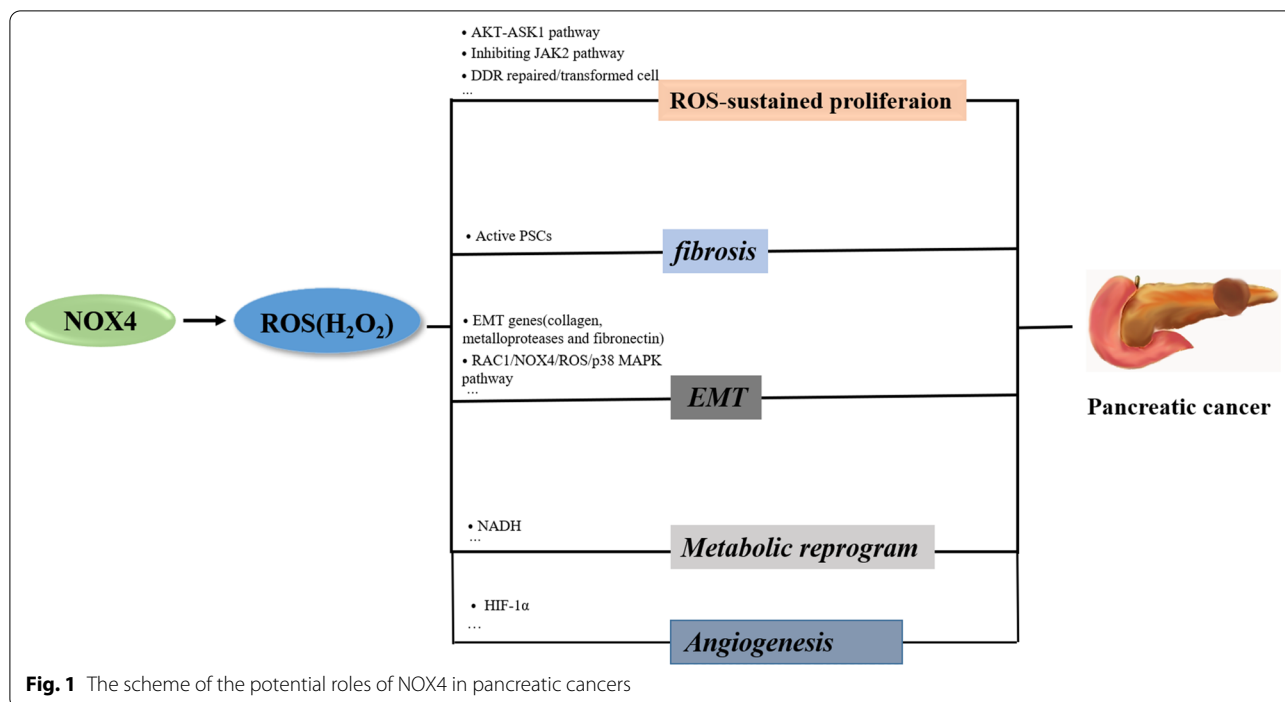 • AKT-ASK1 pathway
• Inhibiting JAK2 pathway
• DDR repaired/transformed cell
...
ROS-sustained proliferaion
• Active PSCs
fibrosis
NOX4
ROS(H₂O₂)
• EMT genes(collagen,
metalloproteases and fibronectin)
• RAC1/NOX4/ROS/p38 MAPK
pathway
...
EMT
Pancreatic cancer
• NADH
...
Metabolic reprogram
• HIF-1α
...
Angiogenesis
Fig. 1 The scheme of the potential roles of NOX4 in pancreatic cancers